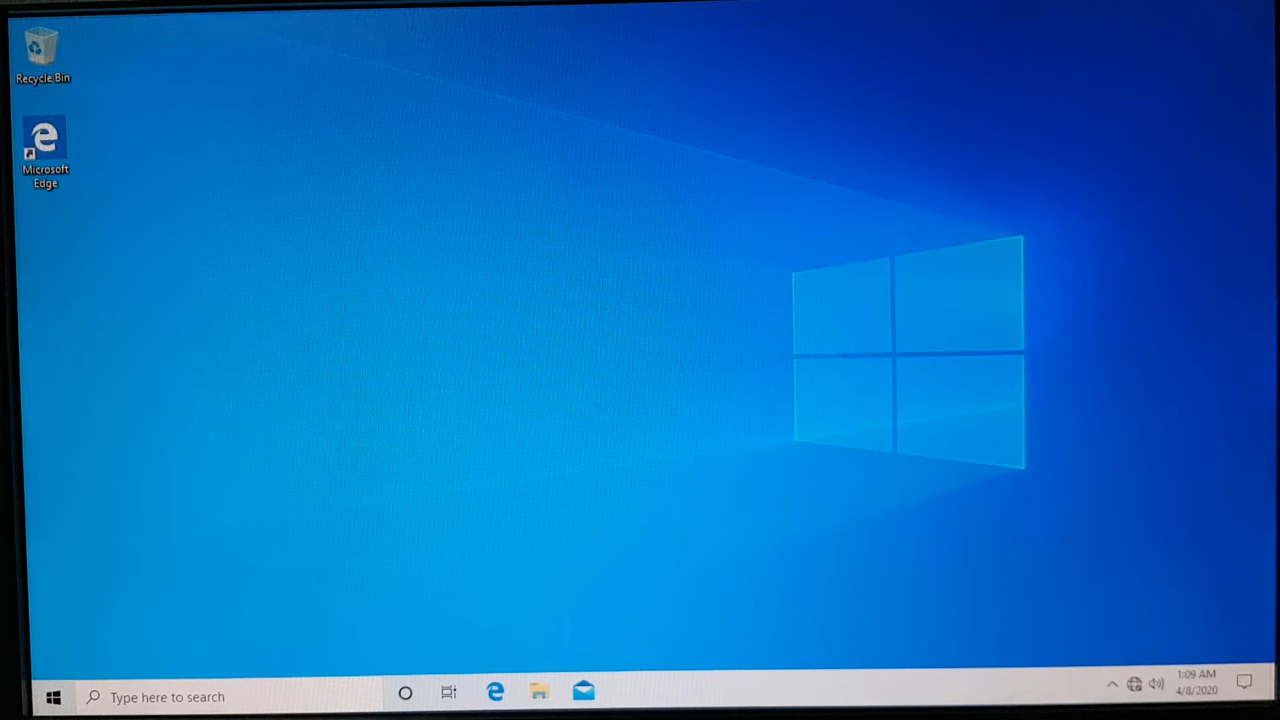 Recycle Bin
Microsoft
Edge
Type here to search
1:09 AM
4/8/2020